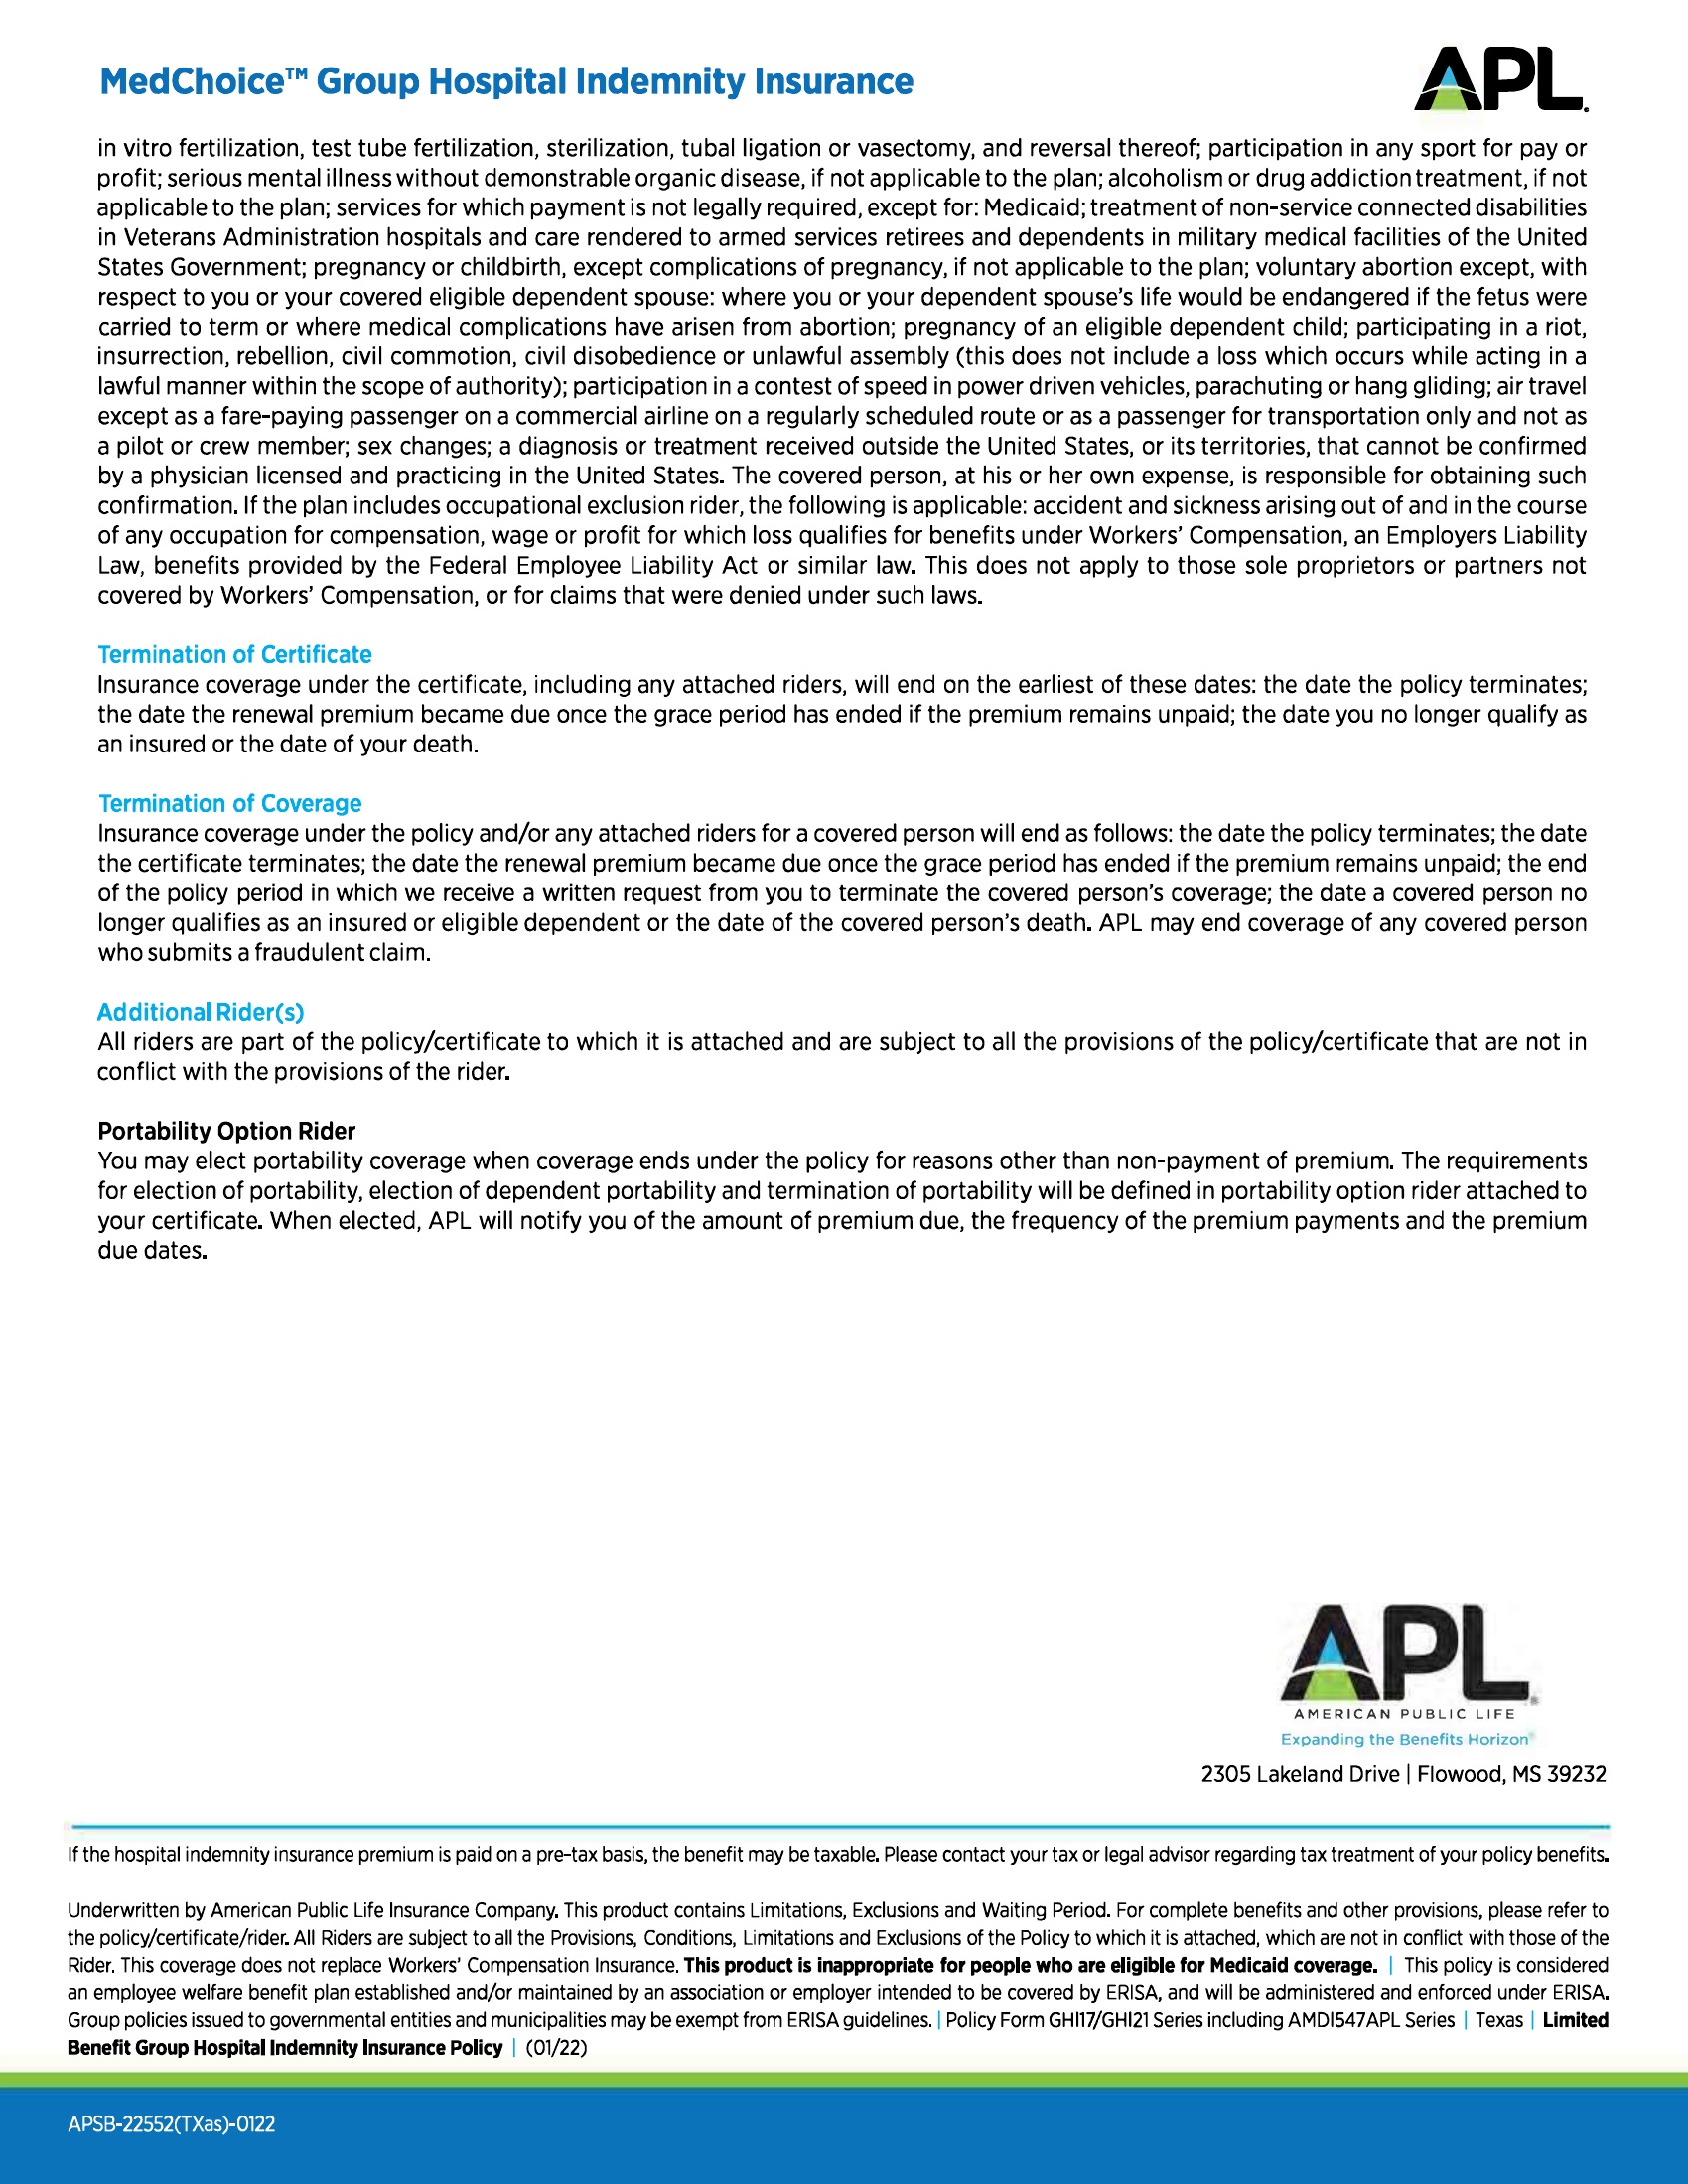 MedChoice™ Group Hospital Indemnity Insurance
APL.
in vitro fertilization, test tube fertilization, sterilization, tubal ligation or vasectomy, and reversal thereof; participation in any sport for pay or
profit; serious mental illness without demonstrable organic disease, if not applicable to the plan; alcoholism or drug addiction treatment, if not
applicable to the plan; services for which payment is not legally required, except for: Medicaid; treatment of non-service connected disabilities
in Veterans Administration hospitals and care rendered to armed services retirees and dependents in military medical facilities of the United
States Government; pregnancy or childbirth, except complications of pregnancy, if not applicable to the plan; voluntary abortion except, with
respect to you or your covered eligible dependent spouse: where you or your dependent spouse's life would be endangered if the fetus were
carried to term or where medical complications have arisen from abortion; pregnancy of an eligible dependent child; participating in a riot,
insurrection, rebellion, civil commotion, civil disobedience or unlawful assembly (this does not include a loss which occurs while acting in a
lawful manner within the scope of authority); participation in a contest of speed in power driven vehicles, parachuting or hang gliding; air travel
except as a fare-paying passenger on a commercial airline on a regularly scheduled route or as a passenger for transportation only and not as
a pilot or crew member; sex changes; a diagnosis or treatment received outside the United States, or its territories, that cannot be confirmed
by a physician licensed and practicing in the United States. The covered person, at his or her own expense, is responsible for obtaining such
confirmation. If the plan includes occupational exclusion rider, the following is applicable: accident and sickness arising out of and in the course
of any occupation for compensation, wage or profit for which loss qualifies for benefits under Workers' Compensation, an Employers Liability
Law, benefits provided by the Federal Employee Liability Act or similar law. This does not apply to those sole proprietors or partners not
covered by Workers' Compensation, or for claims that were denied under such laws.
Termination of Certificate
Insurance coverage under the certificate, including any attached riders, will end on the earliest of these dates: the date the policy terminates;
the date the renewal premium became due once the grace period has ended if the premium remains unpaid; the date you no longer qualify as
an insured or the date of your death.
Termination of Coverage
Insurance coverage under the policy and/or any attached riders for a covered person will end as follows: the date the policy terminates; the date
the certificate terminates; the date the renewal premium became due once the grace period has ended if the premium remains unpaid; the end
of the policy period in which we receive a written request from you to terminate the covered person's coverage; the date a covered person no
longer qualifies as an insured or eligible dependent or the date of the covered person's death. APL may end coverage of any covered person
who submits a fraudulent claim.
Additional Rider(s)
All riders are part of the policy/certificate to which it is attached and are subject to all the provisions of the policy/certificate that are not in
conflict with the provisions of the rider.
Portability Option Rider
You may elect portability coverage when coverage ends under the policy for reasons other than non-payment of premium. The requirements
for election of portability, election of dependent portability and termination of portability will be defined in portability option rider attached to
your certificate. When elected, APL will notify you of the amount of premium due, the frequency of the premium payments and the premium
due dates.
APL®
AMERICAN PUBLIC LIFE
Expanding the Benefits Horizon®
2305 Lakeland Drive | Flowood, MS 39232
If the hospital indemnity insurance premium is paid on a pre-tax basis, the benefit may be taxable. Please contact your tax or legal advisor regarding tax treatment of your policy benefits.
Underwritten by American Public Life Insurance Company. This product contains Limitations, Exclusions and Waiting Period. For complete benefits and other provisions, please refer to
the policy/certificate/rider. All Riders are subject to all the Provisions, Conditions, Limitations and Exclusions of the Policy to which it is attached, which are not in conflict with those of the
Rider. This coverage does not replace Workers' Compensation Insurance. This product is inappropriate for people who are eligible for Medicaid coverage. | This policy is considered
an employee welfare benefit plan established and/or maintained by an association or employer intended to be covered by ERISA, and will be administered and enforced under ERISA.
Group policies issued to governmental entities and municipalities may be exempt from ERISA guidelines. | Policy Form GHI17/GHI21 Series including AMDI547APL Series | Texas | Limited
Benefit Group Hospital Indemnity Insurance Policy | (01/22)
APSB-22552(TXas)-0122